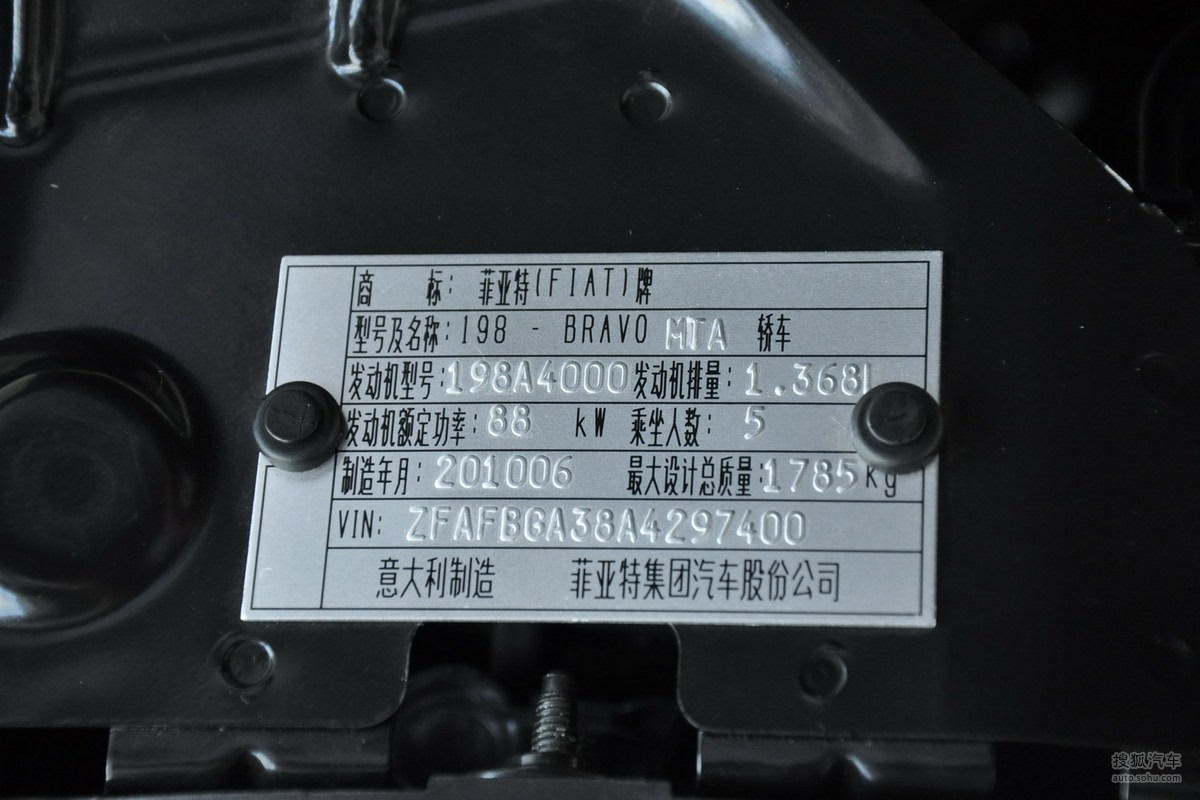 商 标: 菲亚特(FIAT)牌
型号及名称:198 - BRAVO MTA 轿车
发动机型号:198A4000 发动机排量:1.368L
发动机额定功率:88 kW 乘坐人数: 5
制造年月:201006 最大设计总质量:1785kg
VIN: ZFAFBGA38A4297400
意大利制造 菲亚特集团汽车股份公司
搜狐汽车
auto.sohu.com